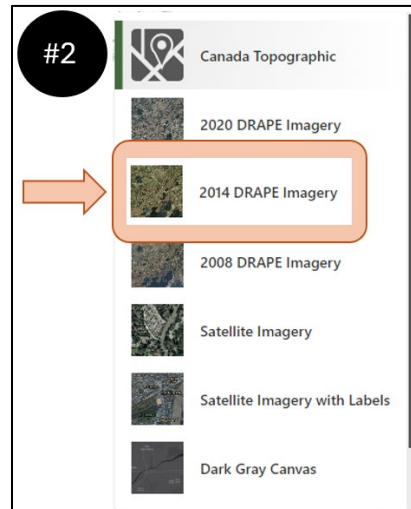 #2
Canada Topographic
2020 DRAPE Imagery
2014 DRAPE Imagery
2008 DRAPE Imagery
Satellite Imagery
Satellite Imagery with Labels
Dark Gray Canvas